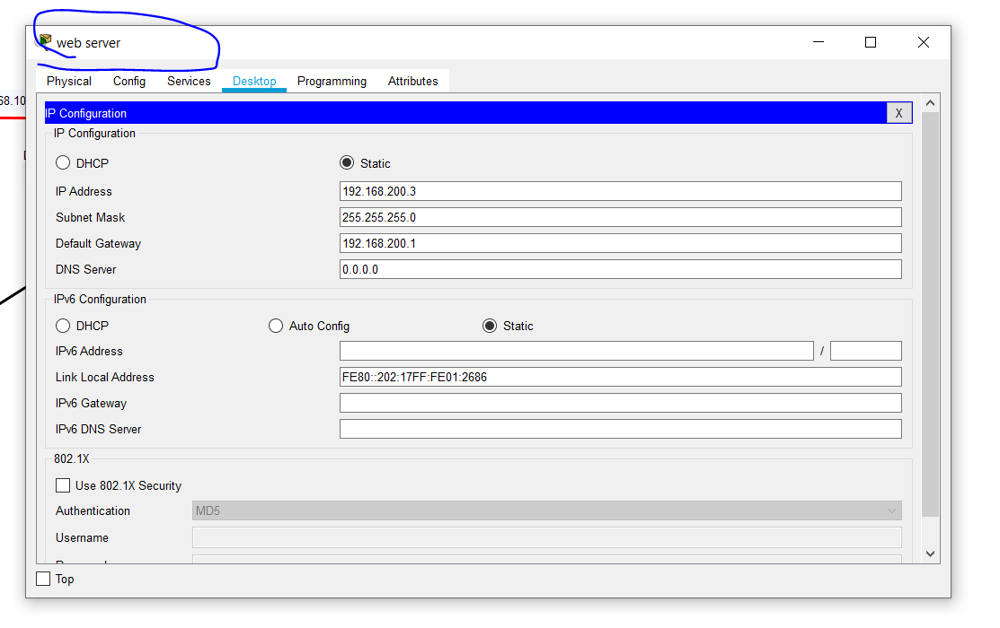 web server
Physical Config Services Desktop Programming Attributes
68.10
IP Configuration X
IP Configuration
DHCP Static
IP Address 192.168.200.3
Subnet Mask 255.255.255.0
Default Gateway 192.168.200.1
DNS Server 0.0.0.0
IPv6 Configuration
DHCP Auto Config Static
IPv6 Address /
Link Local Address FE80::202:17FF:FE01:2686
IPv6 Gateway
IPv6 DNS Server
802.1X
Use 802.1X Security
Authentication MD5
Username
Top